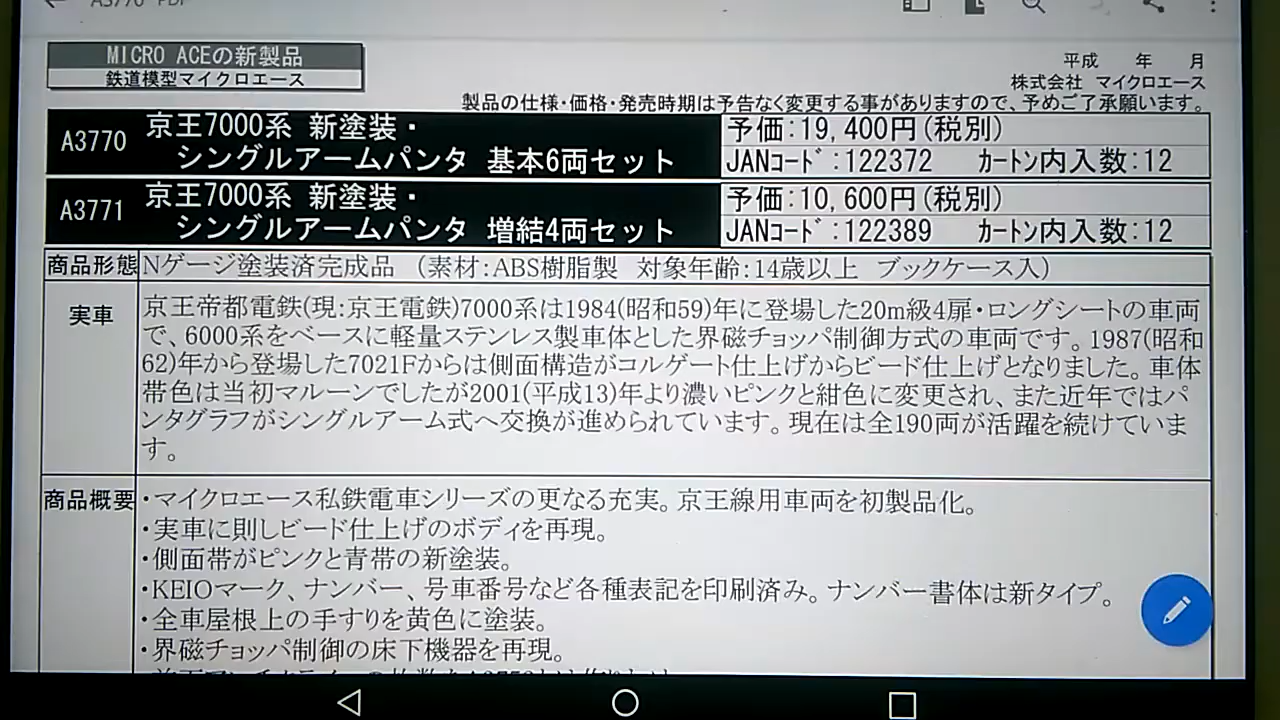 A3770 PDF
MICRO ACEの新製品
鉄道模型マイクロエース
平成　　年　　月
株式会社 マイクロエース
製品の仕様・価格・発売時期は予告なく変更する事がありますので、予めご了承願います。
A3770 京王7000系 新塗装・
シングルアームパンタ 基本6両セット
予価:19,400円(税別)
JANコード:122372　カートン内入数:12
A3771 京王7000系 新塗装・
シングルアームパンタ 増結4両セット
予価:10,600円(税別)
JANコード:122389　カートン内入数:12
商品形態 Nゲージ塗装済完成品 (素材:ABS樹脂製 対象年齢:14歳以上 ブックケース入)
実車
京王帝都電鉄(現:京王電鉄)7000系は1984(昭和59)年に登場した20m級4扉・ロングシートの車両
で、6000系をベースに軽量ステンレス製車体とした界磁チョッパ制御方式の車両です。1987(昭和
62)年から登場した7021Fからは側面構造がコルゲート仕上げからビード仕上げとなりました。車体
帯色は当初マルーンでしたが2001(平成13)年より濃いピンクと紺色に変更され、また近年ではパ
ンタグラフがシングルアーム式へ交換が進められています。現在は全190両が活躍を続けていま
す。
商品概要 ・マイクロエース私鉄電車シリーズの更なる充実。京王線用車両を初製品化。
・実車に則しビード仕上げのボディを再現。
・側面帯がピンクと青帯の新塗装。
・KEIOマーク、ナンバー、号車番号など各種表記を印刷済み。ナンバー書体は新タイプ。
・全車屋根上の手すりを黄色に塗装。
・界磁チョッパ制御の床下機器を再現。